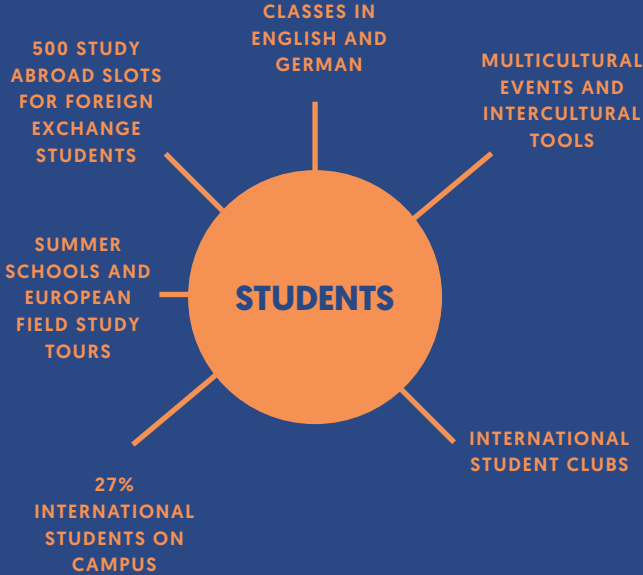 CLASSES IN
ENGLISH AND
GERMAN
500 STUDY
ABROAD SLOTS
FOR FOREIGN
EXCHANGE
STUDENTS
MULTICULTURAL
EVENTS AND
INTERCULTURAL
TOOLS
SUMMER
SCHOOLS AND
EUROPEAN
FIELD STUDY
TOURS
STUDENTS
INTERNATIONAL
STUDENT CLUBS
27%
INTERNATIONAL
STUDENTS ON
CAMPUS